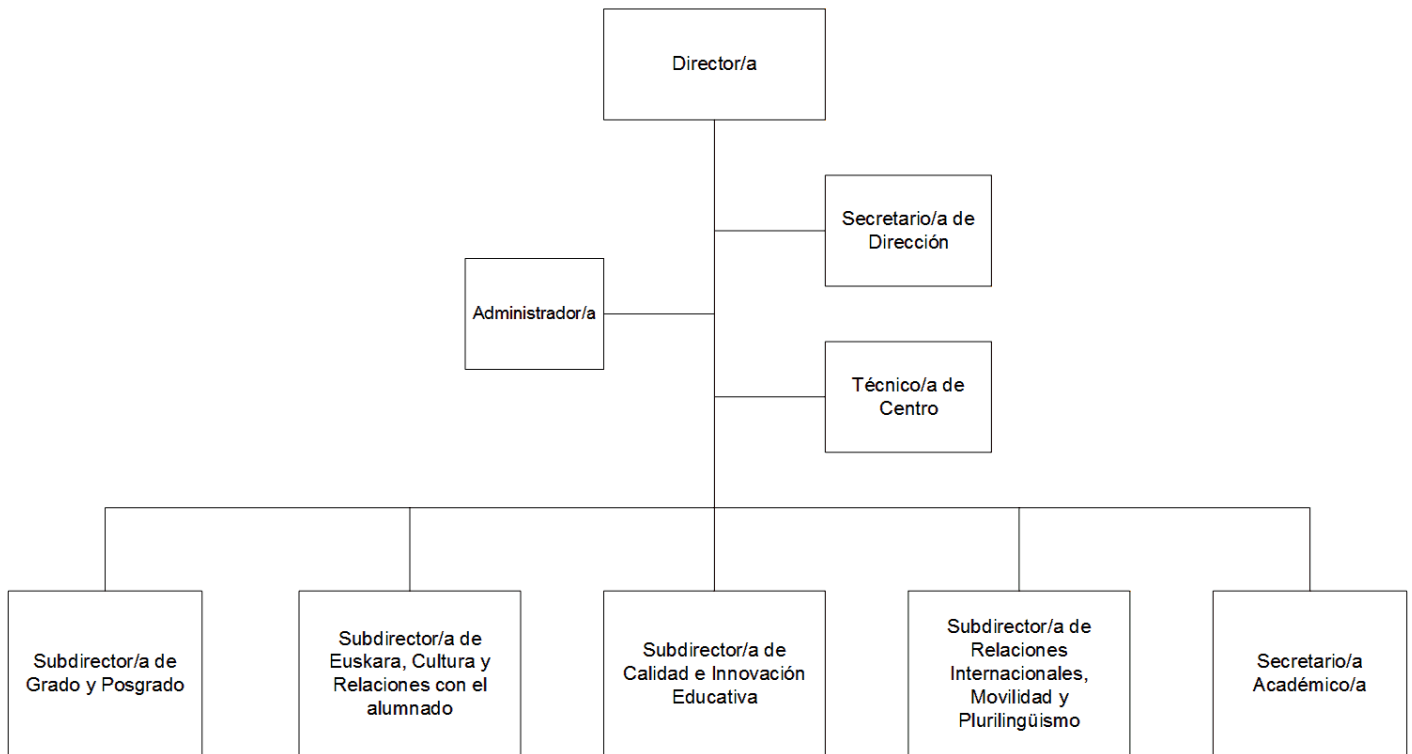 Director/a
Secretario/a de
Dirección
Administrador/a
Técnico/a de
Centro
Subdirector/a de
Grado y Posgrado
Subdirector/a de
Euskara, Cultura y
Relaciones con el
alumnado
Subdirector/a de
Calidad e Innovación
Educativa
Subdirector/a de
Relaciones
Internacionales,
Movilidad y
Plurilingüismo
Secretario/a
Académico/a